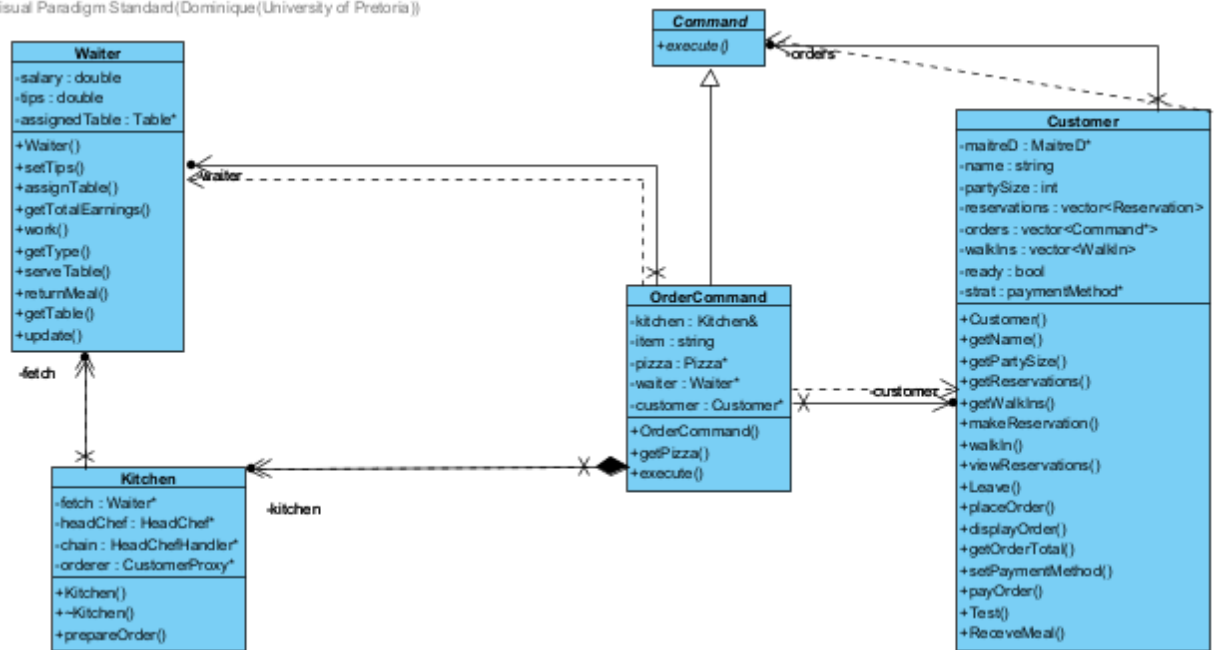 isual Paradigm Standard(Dominique(University of Pretoria))
Command
+execute()
-orders
Waiter
-salary : double
-tips : double
-assignedTable : Table*
+Waiter()
+setTips()
+assignTable()
+getTotalEarnings()
+work()
+getType()
+serveTable()
+returnMeal()
+getTable()
+update()
-waiter
-fetch
Kitchen
-fetch : Waiter*
-headChef : HeadChef*
-chain : HeadChefHandler*
-orderer : CustomerProxy*
+Kitchen()
+~Kitchen()
+prepareOrder()
-kitchen
OrderCommand
-kitchen : Kitchen&
-item : string
-pizza : Pizza*
-waiter : Waiter*
-customer : Customer*
+OrderCommand()
+getPizza()
+execute()
-customer
Customer
-maitreD : MaitreD*
-name : string
-partySize : int
-reservations : vector<Reservation>
-orders : vector<Command*>
-walkIns : vector<WalkIn>
-ready : bool
-strat : paymentMethod*
+Customer()
+getName()
+getPartySize()
+getReservations()
+getWalkIns()
+makeReservation()
+walkIn()
+viewReservations()
+Leave()
+placeOrder()
+displayOrder()
+getOrderTotal()
+setPaymentMethod()
+payOrder()
+Test()
+ReceveMeal()